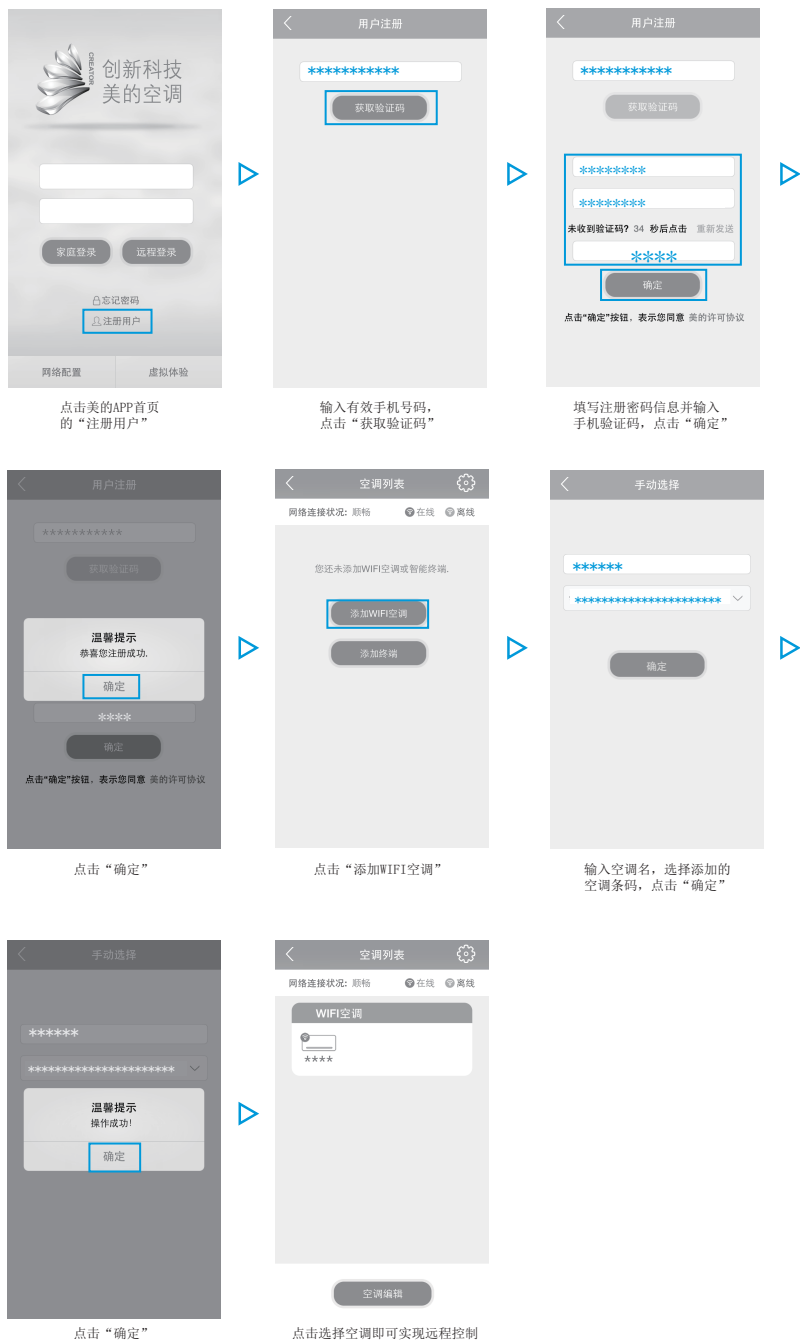 CREATOR
创新科技
美的空调
家庭登录 远程登录
忘记密码
注册用户
网络配置 虚拟体验
点击美的APP首页
的“注册用户”
用户注册
***********
获取验证码
输入有效手机号码，
点击“获取验证码”
用户注册
***********
获取验证码
********
********
未收到验证码? 34 秒后点击 重新发送
****
确定
点击“确定”按钮，表示您同意 美的许可协议
填写注册密码信息并输入
手机验证码，点击“确定”
用户注册
***********
获取验证码
温馨提示
恭喜您注册成功.
确定
****
确定
点击“确定”按钮，表示您同意 美的许可协议
点击“确定”
空调列表
网络连接状况: 顺畅 在线 离线
您还未添加WIFI空调或智能终端.
添加WIFI空调
添加终端
点击“添加WIFI空调”
手动选择
******
**********************
确定
输入空调名，选择添加的
空调条码，点击“确定”
手动选择
******
**********************
温馨提示
操作成功!
确定
点击“确定”
空调列表
网络连接状况: 顺畅 在线 离线
WIFI空调
****
空调编辑
点击选择空调即可实现远程控制